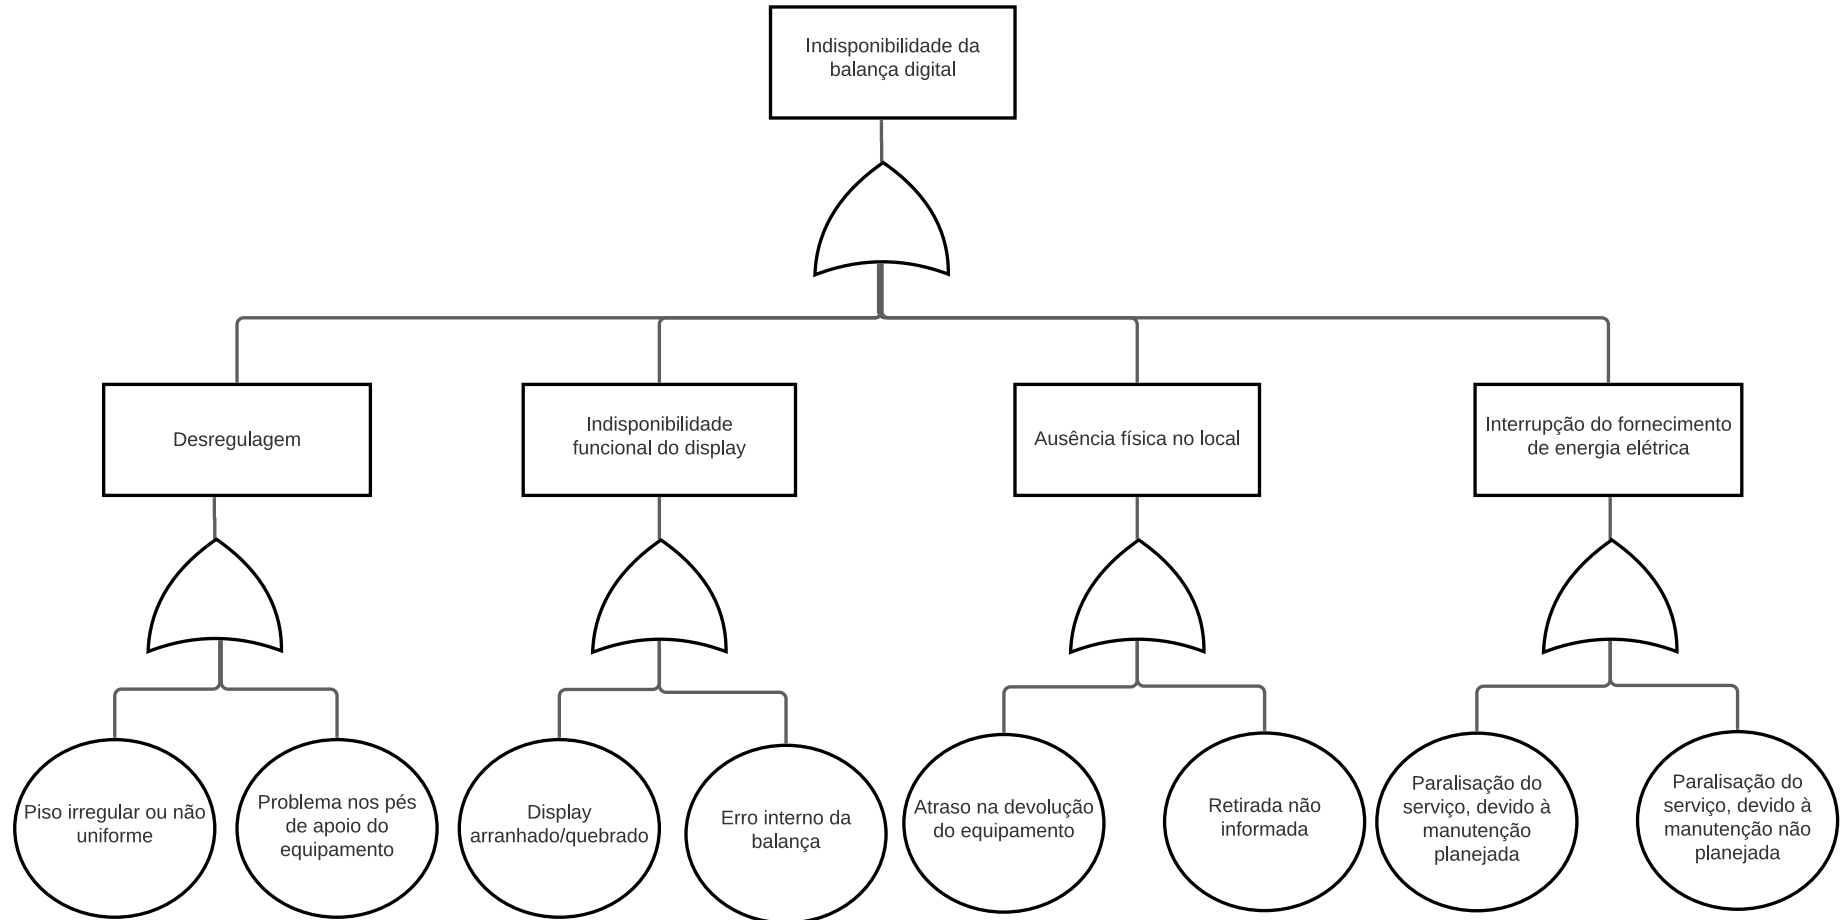 Indisponibilidade da
balança digital
Desregulagem
Indisponibilidade
funcional do display
Ausência física no local
Interrupção do fornecimento
de energia elétrica
Piso irregular ou não
uniforme
Problema nos pés
de apoio do
equipamento
Display
arranhado/quebrado
Erro interno da
balança
Atraso na devolução
do equipamento
Retirada não
informada
Paralisação do
serviço, devido à
manutenção
planejada
Paralisação do
serviço, devido à
manutenção não
planejada